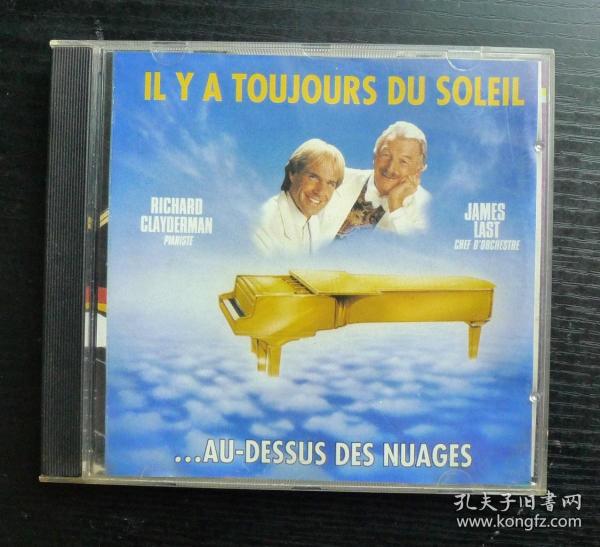 IL Y A TOUJOURS DU SOLEIL
RICHARD
CLAYDERMAN
PIANISTE
JAMES
LAST
CHEF D'ORCHESTRE
...AU-DESSUS DES NUAGES
孔夫子旧书网
www.kongfz.com